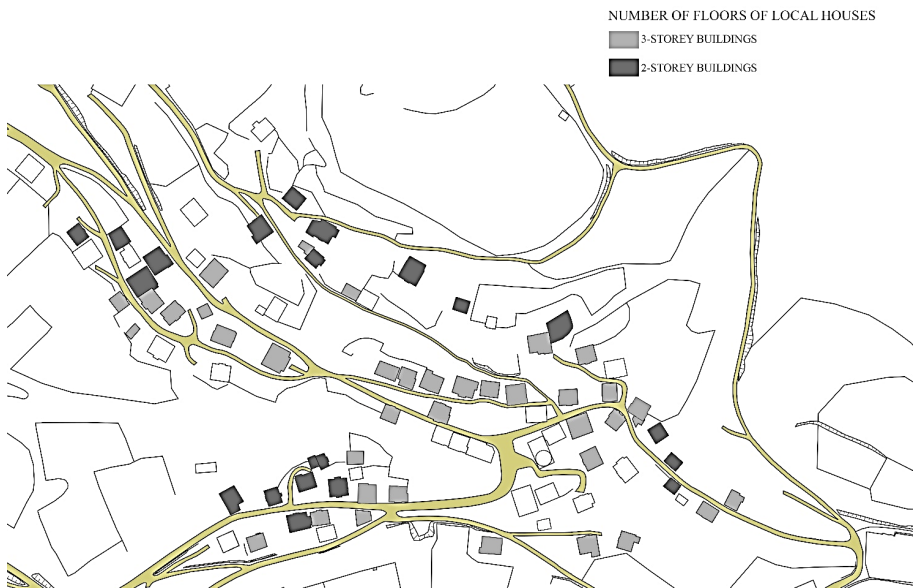 NUMBER OF FLOORS OF LOCAL HOUSES
3-STOREY BUILDINGS
2-STOREY BUILDINGS